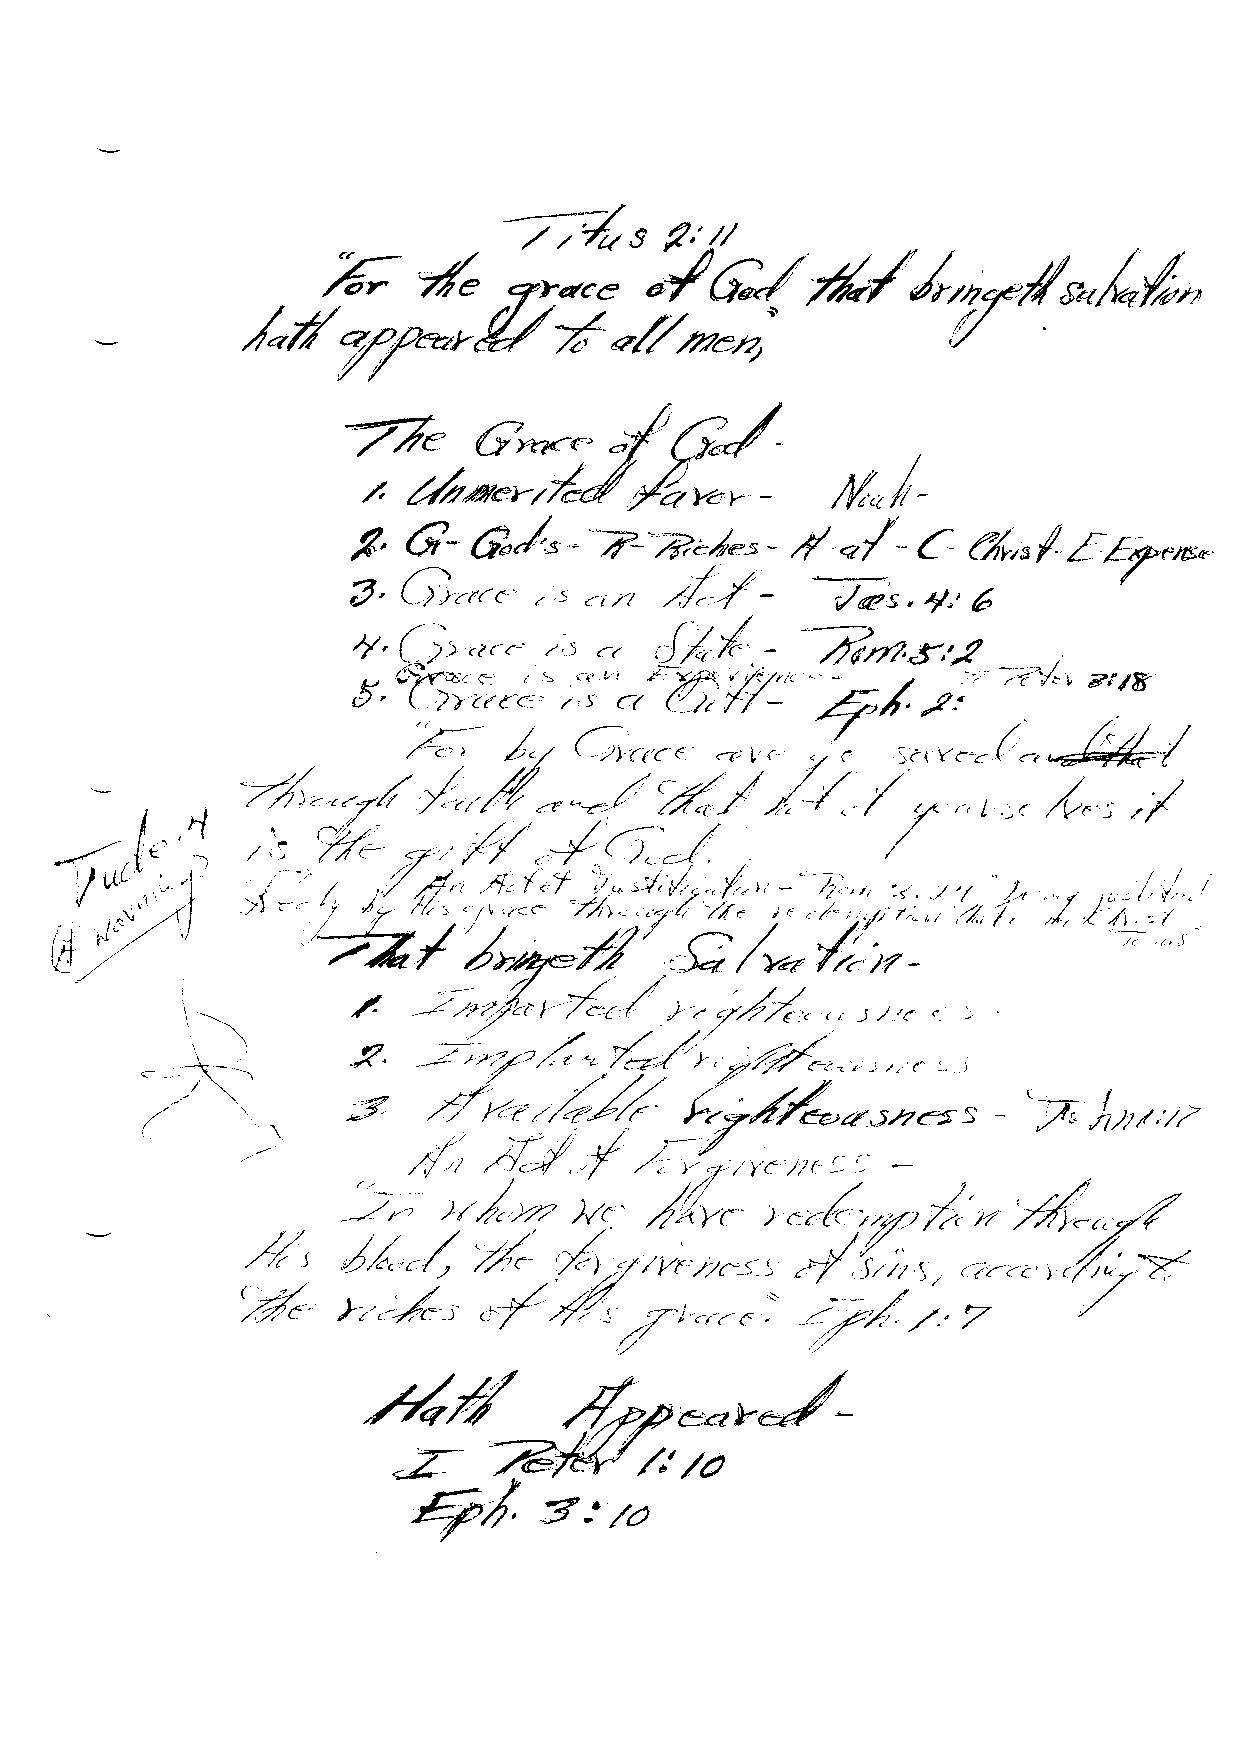 Titus 2:11
"For the grace of God that bringeth salvation
hath appeared to all men,"
The Grace of God -
1. Unmerited faver - Noah -
2. G - God's - R - Riches - A at - C - Christ - E Expense
3. Grace is an Act - Jas. 4:6
4. Grace is a State - Rom. 5:2
Grace is an Experience - II Peter 3:18
5. Grace is a Gift - Eph. 2:
"For by Grace are ye saved
through faith and that not of yourselves it
is the gift of God.
An Act of Justification - Rom 3:24 "Being justified
freely by His grace through the redemption that is in Christ
Jesus"
Jude 4
A warning
That bringeth Salvation -
1. Imparted righteousness -
2. Implanted righteousness
3. Available righteousness - John 1:17
An Act of Forgiveness -
"In whom we have redemption through
His blood, the forgiveness of sins, according to
the riches of His grace". Eph. 1:7
Hath Appeared -
I Peter 1:10
Eph. 3:10